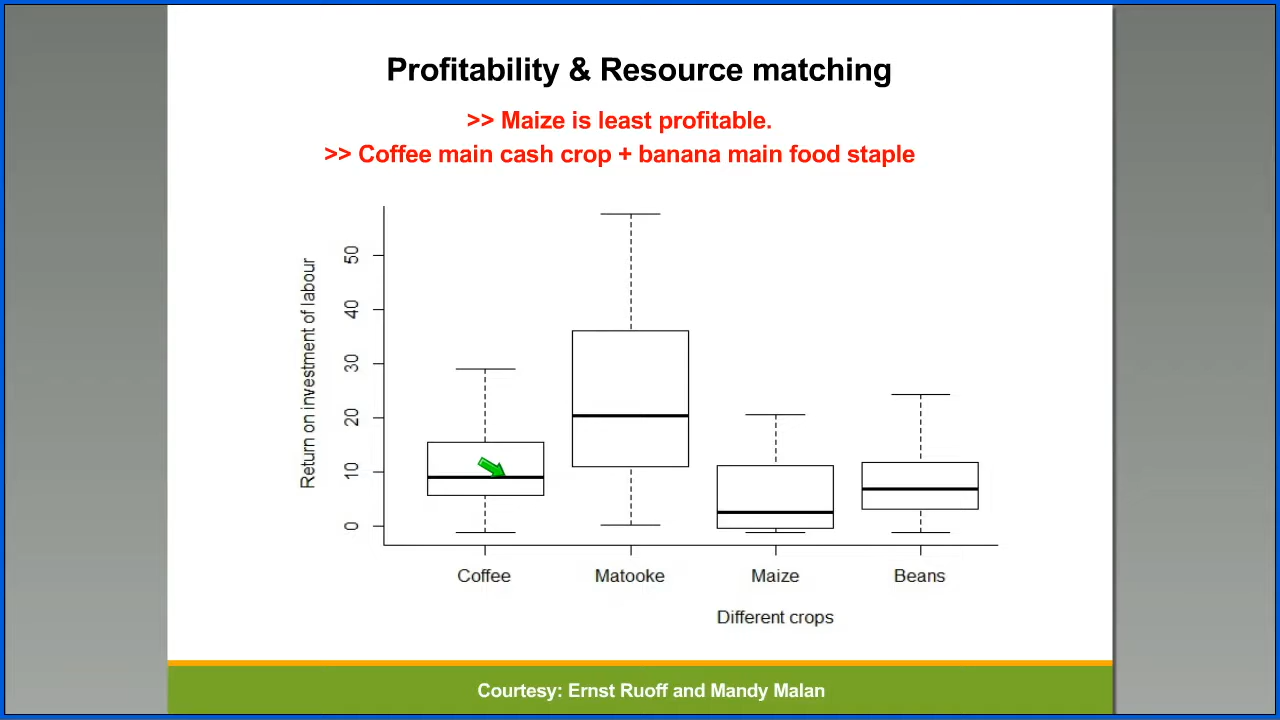 Profitability & Resource matching
>> Maize is least profitable.
>> Coffee main cash crop + banana main food staple
Return on investment of labour
50
40
30
20
10
0
Coffee
Matooke
Maize
Beans
Different crops
Courtesy: Ernst Ruoff and Mandy Malan